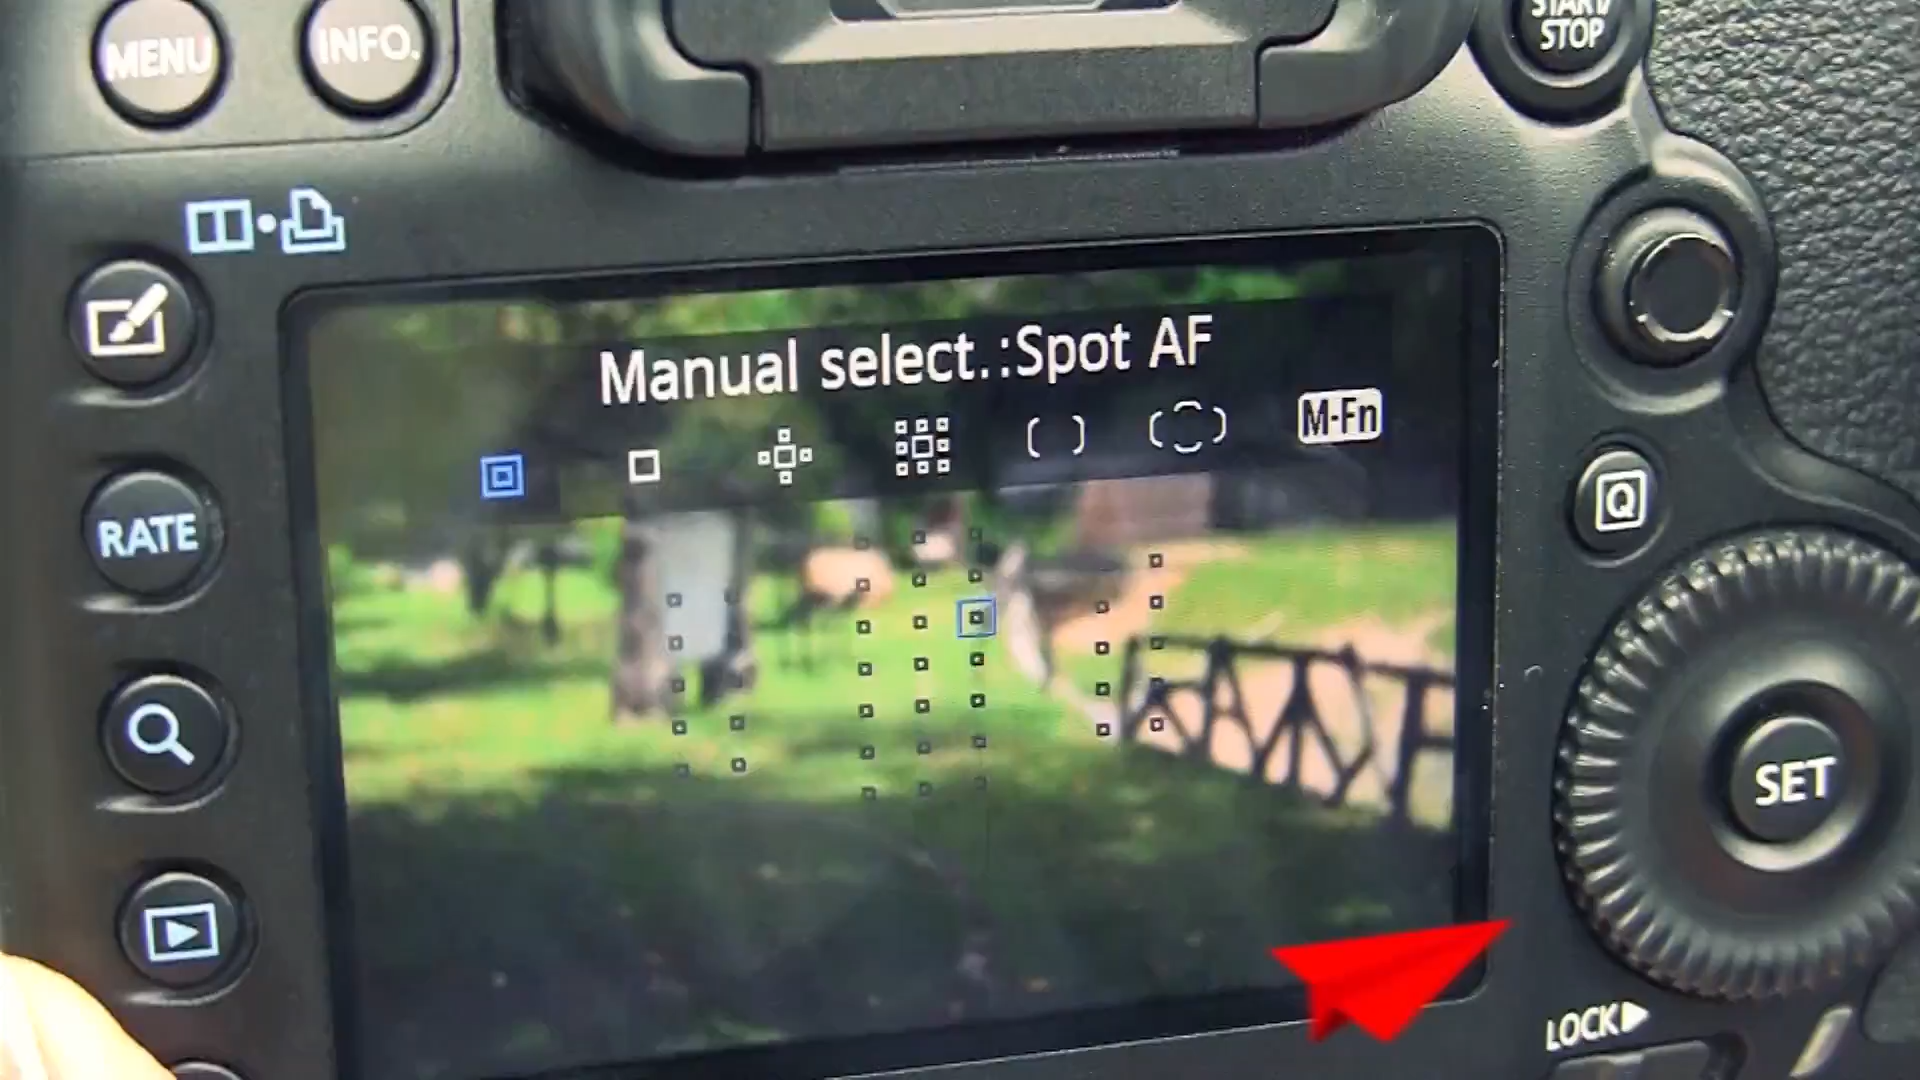 MENU
INFO.
START/
STOP
Manual select.:Spot AF
M-Fn
RATE
Q
SET
LOCK▶